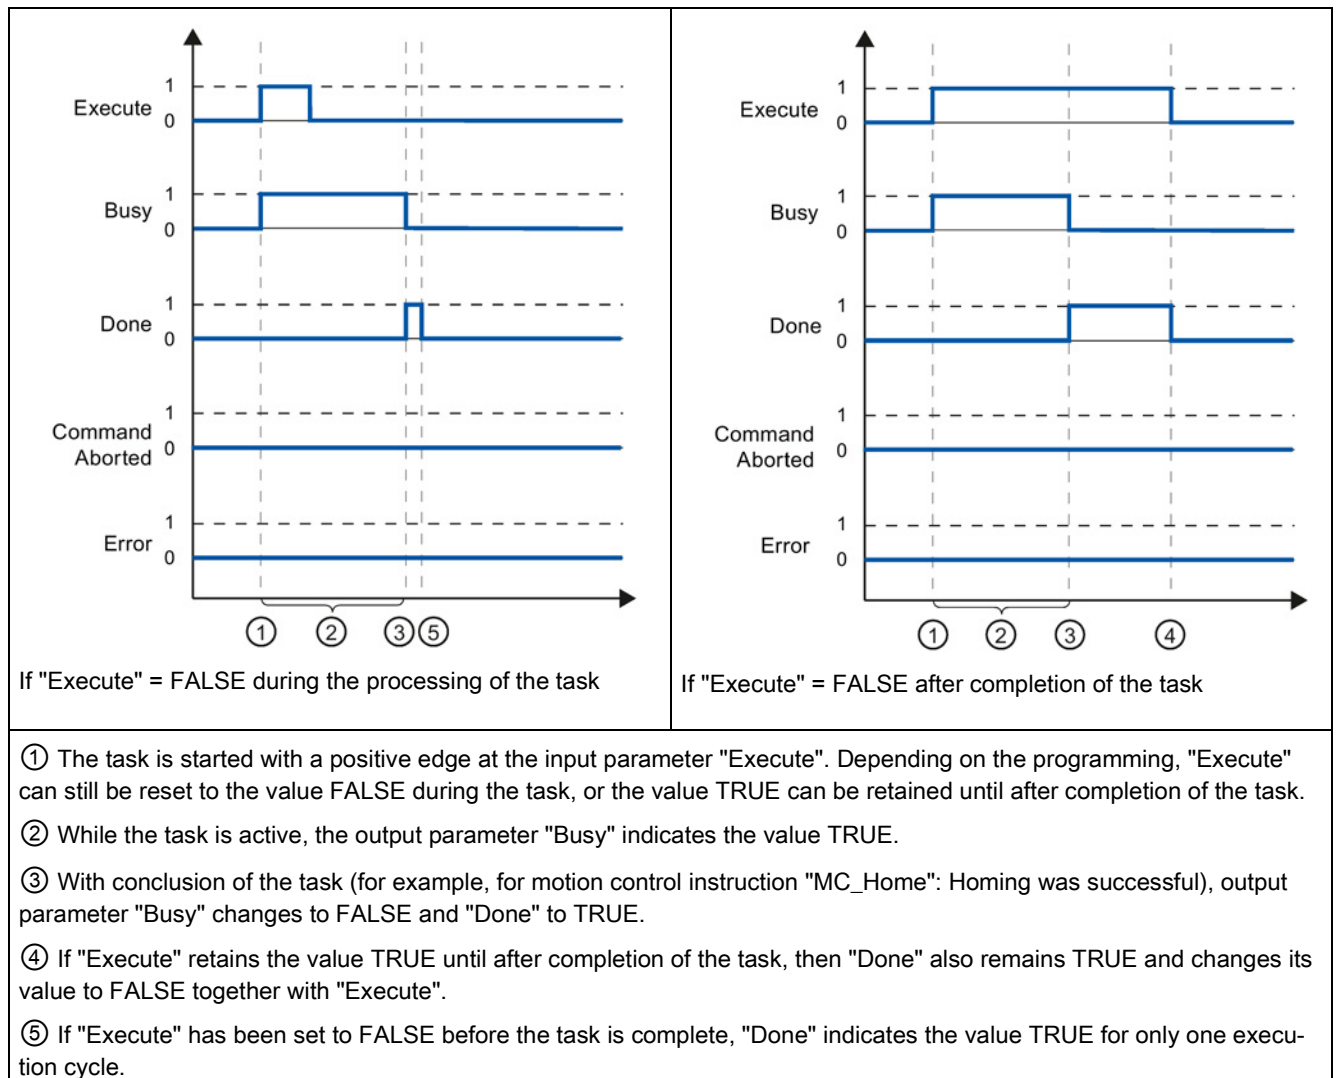 Execute
1
0
Busy
1
0
Done
1
0
Command
Aborted
1
0
Error
1
0
① ② ③ ⑤
If "Execute" = FALSE during the processing of the task
Execute
1
0
Busy
1
0
Done
1
0
Command
Aborted
1
0
Error
1
0
① ② ③ ④
If "Execute" = FALSE after completion of the task
① The task is started with a positive edge at the input parameter "Execute". Depending on the programming, "Execute"
can still be reset to the value FALSE during the task, or the value TRUE can be retained until after completion of the task.
② While the task is active, the output parameter "Busy" indicates the value TRUE.
③ With conclusion of the task (for example, for motion control instruction "MC_Home": Homing was successful), output
parameter "Busy" changes to FALSE and "Done" to TRUE.
④ If "Execute" retains the value TRUE until after completion of the task, then "Done" also remains TRUE and changes its
value to FALSE together with "Execute".
⑤ If "Execute" has been set to FALSE before the task is complete, "Done" indicates the value TRUE for only one execu-
tion cycle.